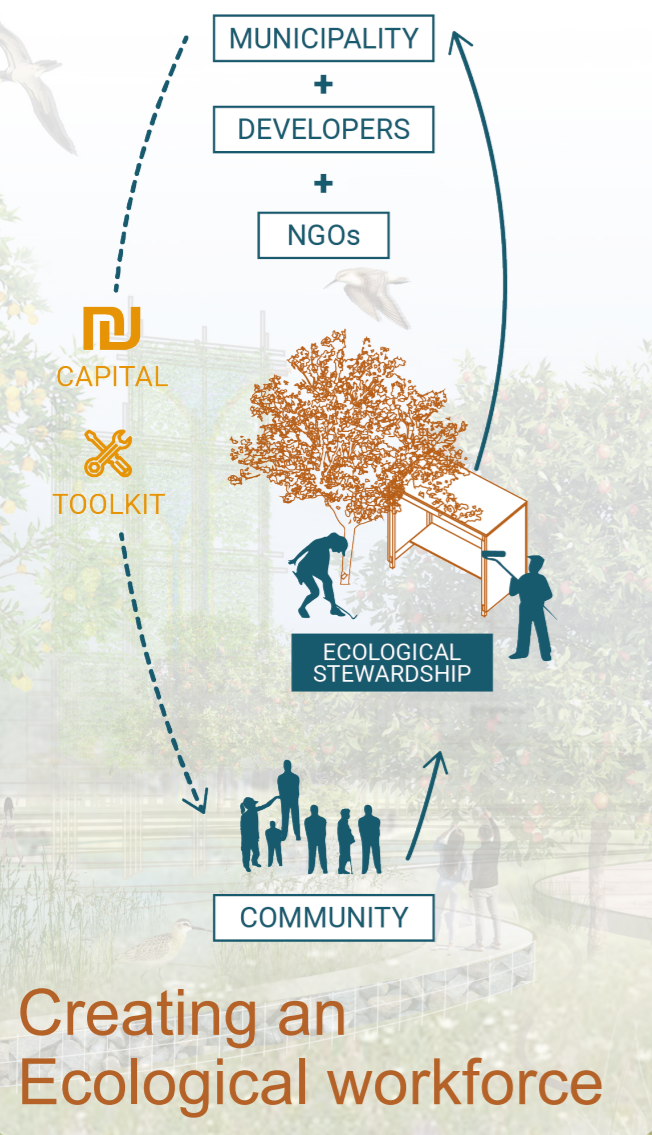 MUNICIPALITY
+
DEVELOPERS
+
NGOs
₪
CAPITAL
TOOLKIT
ECOLOGICAL
STEWARDSHIP
COMMUNITY
Creating an
Ecological workforce